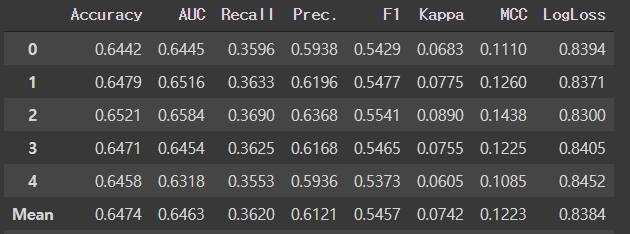 Accuracy AUC Recall Prec. F1 Kappa MCC LogLoss
0 0.6442 0.6445 0.3596 0.5938 0.5429 0.0683 0.1110 0.8394
1 0.6479 0.6516 0.3633 0.6196 0.5477 0.0775 0.1260 0.8371
2 0.6521 0.6584 0.3690 0.6368 0.5541 0.0890 0.1438 0.8300
3 0.6471 0.6454 0.3625 0.6168 0.5465 0.0755 0.1225 0.8405
4 0.6458 0.6318 0.3553 0.5936 0.5373 0.0605 0.1085 0.8452
Mean 0.6474 0.6463 0.3620 0.6121 0.5457 0.0742 0.1223 0.8384